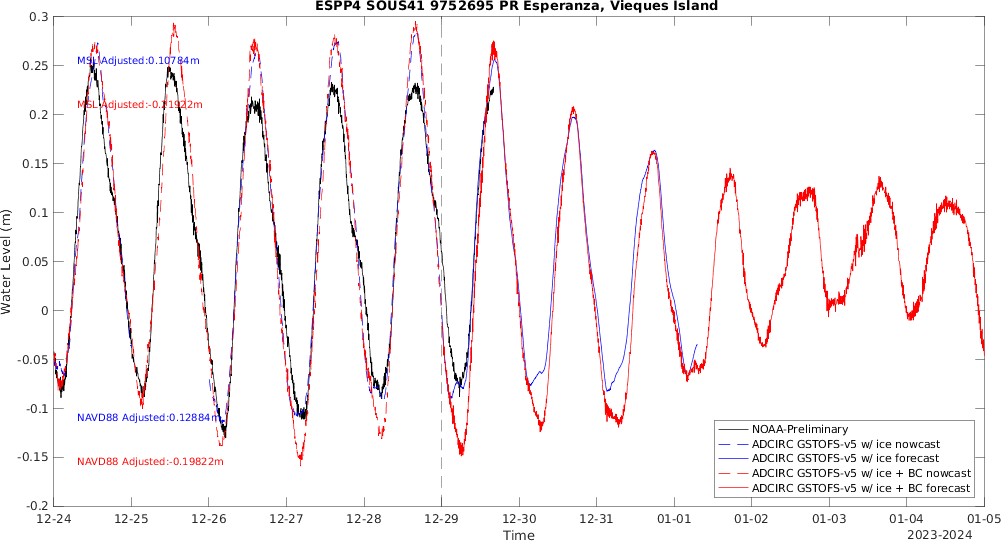 ESPP4 SOUS41 9752695 PR Esperanza, Vieques Island
0.3
0.25
0.2
0.15
0.1
0.05
0
-0.05
-0.1
-0.15
-0.2
Water Level (m)
MSL Adjusted:0.10784m
MSL Adjusted:-0.21922m
NAVD88 Adjusted:0.12884m
NAVD88 Adjusted:-0.19822m
NOAA-Preliminary
ADCIRC GSTOFS-v5 w/ ice nowcast
ADCIRC GSTOFS-v5 w/ ice forecast
ADCIRC GSTOFS-v5 w/ ice + BC nowcast
ADCIRC GSTOFS-v5 w/ ice + BC forecast
12-24 12-25 12-26 12-27 12-28 12-29 12-30 12-31 01-01 01-02 01-03 01-04 01-05
Time
2023-2024